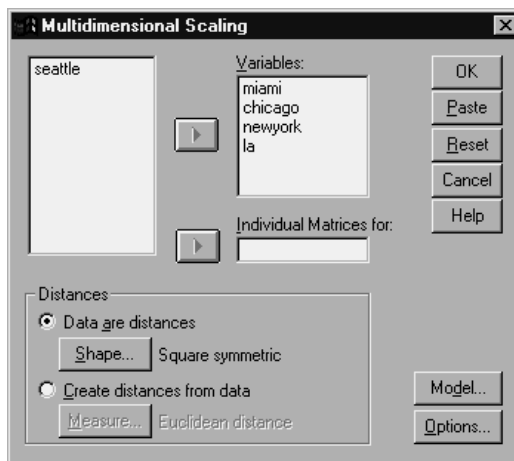 Multidimensional Scaling
seattle
Variables:
miami
chicago
newyork
la
Individual Matrices for:
OK
Paste
Reset
Cancel
Help
Distances
Data are distances
Shape... Square symmetric
Create distances from data
Measure... Euclidean distance
Model...
Options...